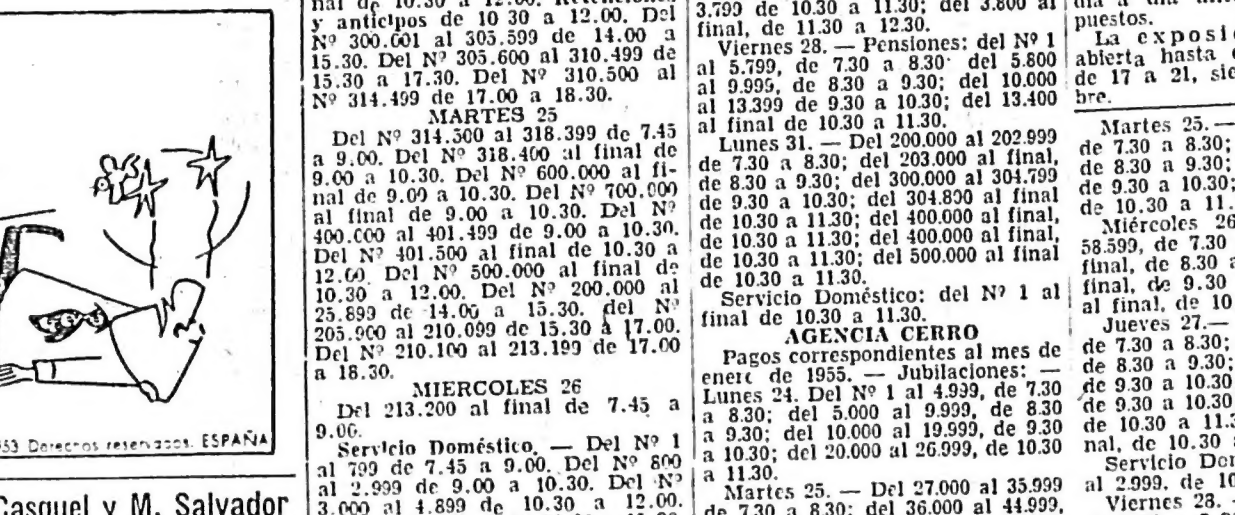 53 Derechos reservados. ESPAÑA
Casquel y M. Salvador
nal de 10.30 a 12.00. Retenciones
y anticipos de 10 30 a 12.00. Del
Nº 300.001 al 305.599 de 14.00 a
15.30. Del Nº 305.600 al 310.499 de
15.30 a 17.30. Del Nº 310.500 al
Nº 314.499 de 17.00 a 18.30.
MARTES 25
Del Nº 314.500 al 318.399 de 7.45
a 9.00. Del Nº 318.400 al final de
9.00 a 10.30. Del Nº 600.000 al fi-
nal de 9.00 a 10.30. Del Nº 700.000
al final de 9.00 a 10.30. Del Nº
400.000 al 401.499 de 9.00 a 10.30.
Del Nº 401.500 al final de 10.30 a
12.00. Del Nº 500.000 al final de
10.30 a 12.00. Del Nº 200.000 al
25.899 de 14.00 a 15.30. del Nº
205.900 al 210.099 de 15.30 a 17.00.
Del Nº 210.100 al 213.199 de 17.00
a 18.30.
MIERCOLES 26
Del 213.200 al final de 7.45 a
9.00.
Servicio Doméstico. — Del Nº 1
al 799 de 7.45 a 9.00. Del Nº 800
al 2.999 de 9.00 a 10.30. Del Nº
3.000 al 4.899 de 10.30 a 12.00.
3.799 de 10.30 a 11.30; del 3.800 al
final, de 11.30 a 12.30.
Viernes 28. — Pensiones: del Nº 1
al 5.799, de 7.30 a 8.30· del 5.800
al 9.999, de 8.30 a 9.30; del 10.000
al 13.399 de 9.30 a 10.30; del 13.400
al final de 10.30 a 11.30.
Lunes 31. — Del 200.000 al 202.999
de 7.30 a 8.30; del 203.000 al final,
de 8.30 a 9.30; del 300.000 al 304.799
de 9.30 a 10.30; del 304.800 al final
de 10.30 a 11.30; del 400.000 al final,
de 10.30 a 11.30; del 400.000 al final,
de 10.30 a 11.30; del 500.000 al final
de 10.30 a 11.30.
Servicio Doméstico: del Nº 1 al
final de 10.30 a 11.30.
AGENCIA CERRO
Pagos correspondientes al mes de
enere de 1955. — Jubilaciones: —
Lunes 24. Del Nº 1 al 4.999, de 7.30
a 8.30; del 5.000 al 9.999, de 8.30
a 9.30; del 10.000 al 19.999, de 9.30
a 10.30; del 20.000 al 26.999, de 10.30
a 11.30.
Martes 25. — Del 27.000 al 35.999
de 7.30 a 8.30; del 36.000 al 44.999,
día a día
puestos.
La exposi
abierta hasta
de 17 a 21, sie
bre.
Martes 25.—
de 7.30 a 8.30;
de 8.30 a 9.30;
de 9.30 a 10.30;
de 10.30 a 11.
Miércoles 26
58.599, de 7.30
final, de 8.30 a
final, de 9.30
al final, de 10
Jueves 27.—
de 7.30 a 8.30;
de 8.30 a 9.30;
de 9.30 a 10.30
de 9.30 a 10.30
de 10.30 a 11.3
nal, de 10.30
Servicio Dom
al 2.999, de 10
Viernes 28.